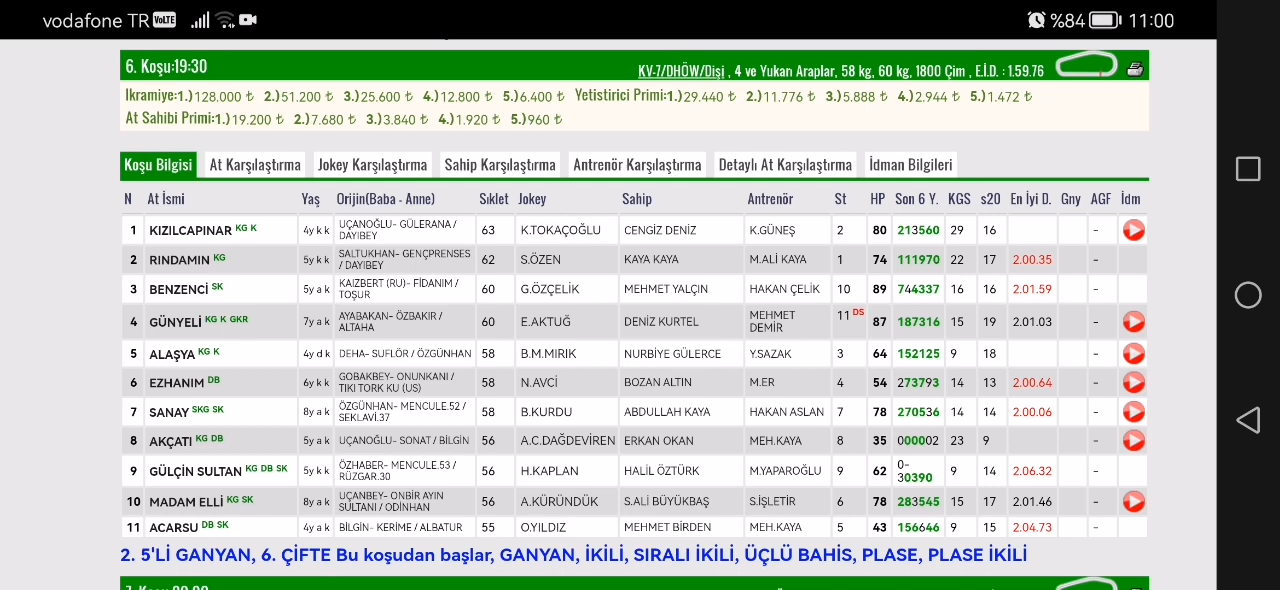 vodafone TR VoLTE %84 11:00
6. Koşu:19:30 KV-7/DHÖW/Dişi , 4 ve Yukarı Araplar, 58 kg, 60 kg, 1800 Çim , E.İ.D. : 1.59.76
Ikramiye:1.)128.000 ₺ 2.)51.200 ₺ 3.)25.600 ₺ 4.)12.800 ₺ 5.)6.400 ₺ Yetistirici Primi:1.)29.440 ₺ 2.)11.776 ₺ 3.)5.888 ₺ 4.)2.944 ₺ 5.)1.472 ₺
At Sahibi Primi:1.)19.200 ₺ 2.)7.680 ₺ 3.)3.840 ₺ 4.)1.920 ₺ 5.)960 ₺
Koşu Bilgisi At Karşılaştırma Jokey Karşılaştırma Sahip Karşılaştırma Antrenör Karşılaştırma Detaylı At Karşılaştırma İdman Bilgileri
N At İsmi Yaş Orijin(Baba - Anne) Sıklet Jokey Sahip Antrenör St HP Son 6 Y. KGS s20 En İyi D. Gny AGF İdm
1 KIZILCAPINAR KG K 4y k k UÇANOĞLU- GÜLERANA / DAYIBEY 63 K.TOKAÇOĞLU CENGİZ DENİZ K.GÜNEŞ 2 80 213560 29 16 -
2 RINDAMIN KG 5y k k SALTUKHAN- GENÇPRENSES / DAYIBEY 62 S.ÖZEN KAYA KAYA M.ALİ KAYA 1 74 111970 22 17 2.00.35 -
3 BENZENCİ SK 5y a k KAIZBERT (RU)- FİDANIM / TOŞUR 60 G.ÖZÇELİK MEHMET YALÇIN HAKAN ÇELİK 10 89 744337 16 16 2.01.59 -
4 GÜNYELİ KG K GKR 7y a k AYABAKAN- ÖZBAKIR / ALTAHA 60 E.AKTUĞ DENİZ KURTEL MEHMET DEMİR 11 DS 87 187316 15 19 2.01.03 -
5 ALAŞYA KG K 4y d k DEHA- SUFLÖR / ÖZGÜNHAN 58 B.M.MIRIK NURBİYE GÜLERCE Y.SAZAK 3 64 152125 9 18 -
6 EZHANIM DB 6y k k GOBAKBEY- ONUNKANI / TIKI TORK KU (US) 58 N.AVCİ BOZAN ALTIN M.ER 4 54 273793 14 13 2.00.64 -
7 SANAY SKG SK 8y a k ÖZGÜNHAN- MENCULE.52 / SEKLAVİ.37 58 B.KURDU ABDULLAH KAYA HAKAN ASLAN 7 78 270536 14 14 2.00.06 -
8 AKÇATI KG DB 5y a k UÇANOĞLU- SONAT / BİLGİN 56 A.C.DAĞDEVİREN ERKAN OKAN MEH.KAYA 8 35 000002 23 9 -
9 GÜLÇİN SULTAN KG DB SK 5y k k ÖZHABER- MENCULE.53 / RÜZGAR.30 56 H.KAPLAN HALİL ÖZTÜRK M.YAPAROĞLU 9 62 0-30390 9 14 2.06.32 -
10 MADAM ELLİ KG SK 8y a k UÇANBEY- ONBİR AYIN SULTANI / ODİNHAN 56 A.KÜRÜNDÜK S.ALİ BÜYÜKBAŞ S.İŞLETİR 6 78 283545 15 17 2.01.46 -
11 ACARSU DB SK 4y a k BİLGİN- KERİME / ALBATUR 55 O.YILDIZ MEHMET BİRDEN MEH.KAYA 5 43 156646 9 15 2.04.73 -
2. 5'Lİ GANYAN, 6. ÇİFTE Bu koşudan başlar, GANYAN, İKİLİ, SIRALI İKİLİ, ÜÇLÜ BAHİS, PLASE, PLASE İKİLİ